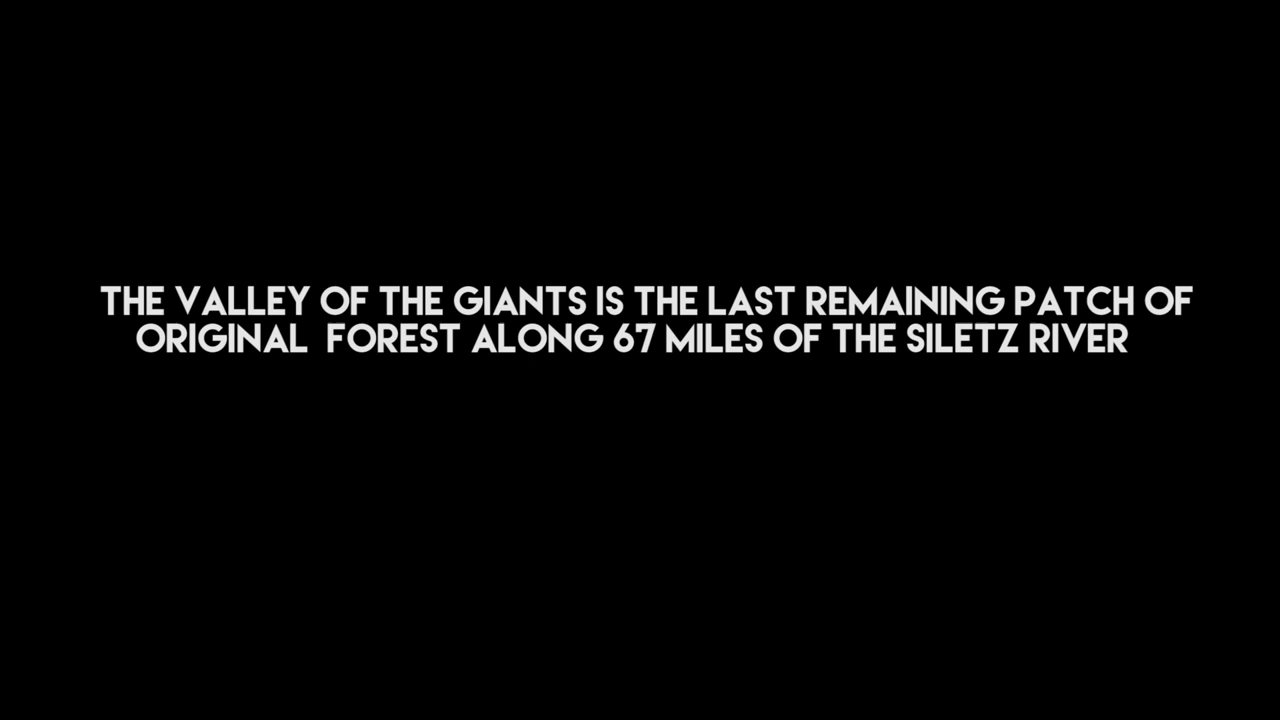 THE VALLEY OF THE GIANTS IS THE LAST REMAINING PATCH OF
ORIGINAL  FOREST ALONG 67 MILES OF THE SILETZ RIVER